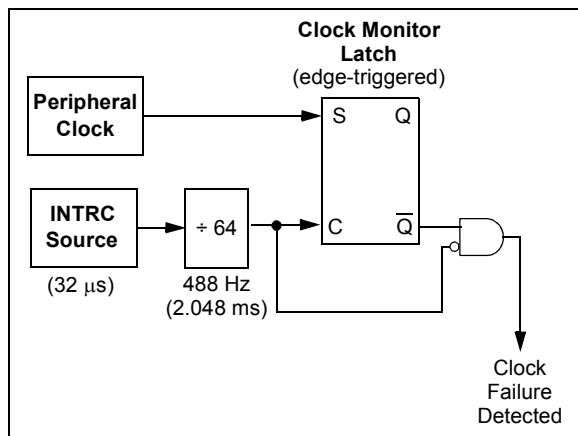 Clock Monitor
Latch
(edge-triggered)
Peripheral
Clock
S Q
INTRC
Source
÷ 64
C Q̅
(32 μs)
488 Hz
(2.048 ms)
Clock
Failure
Detected